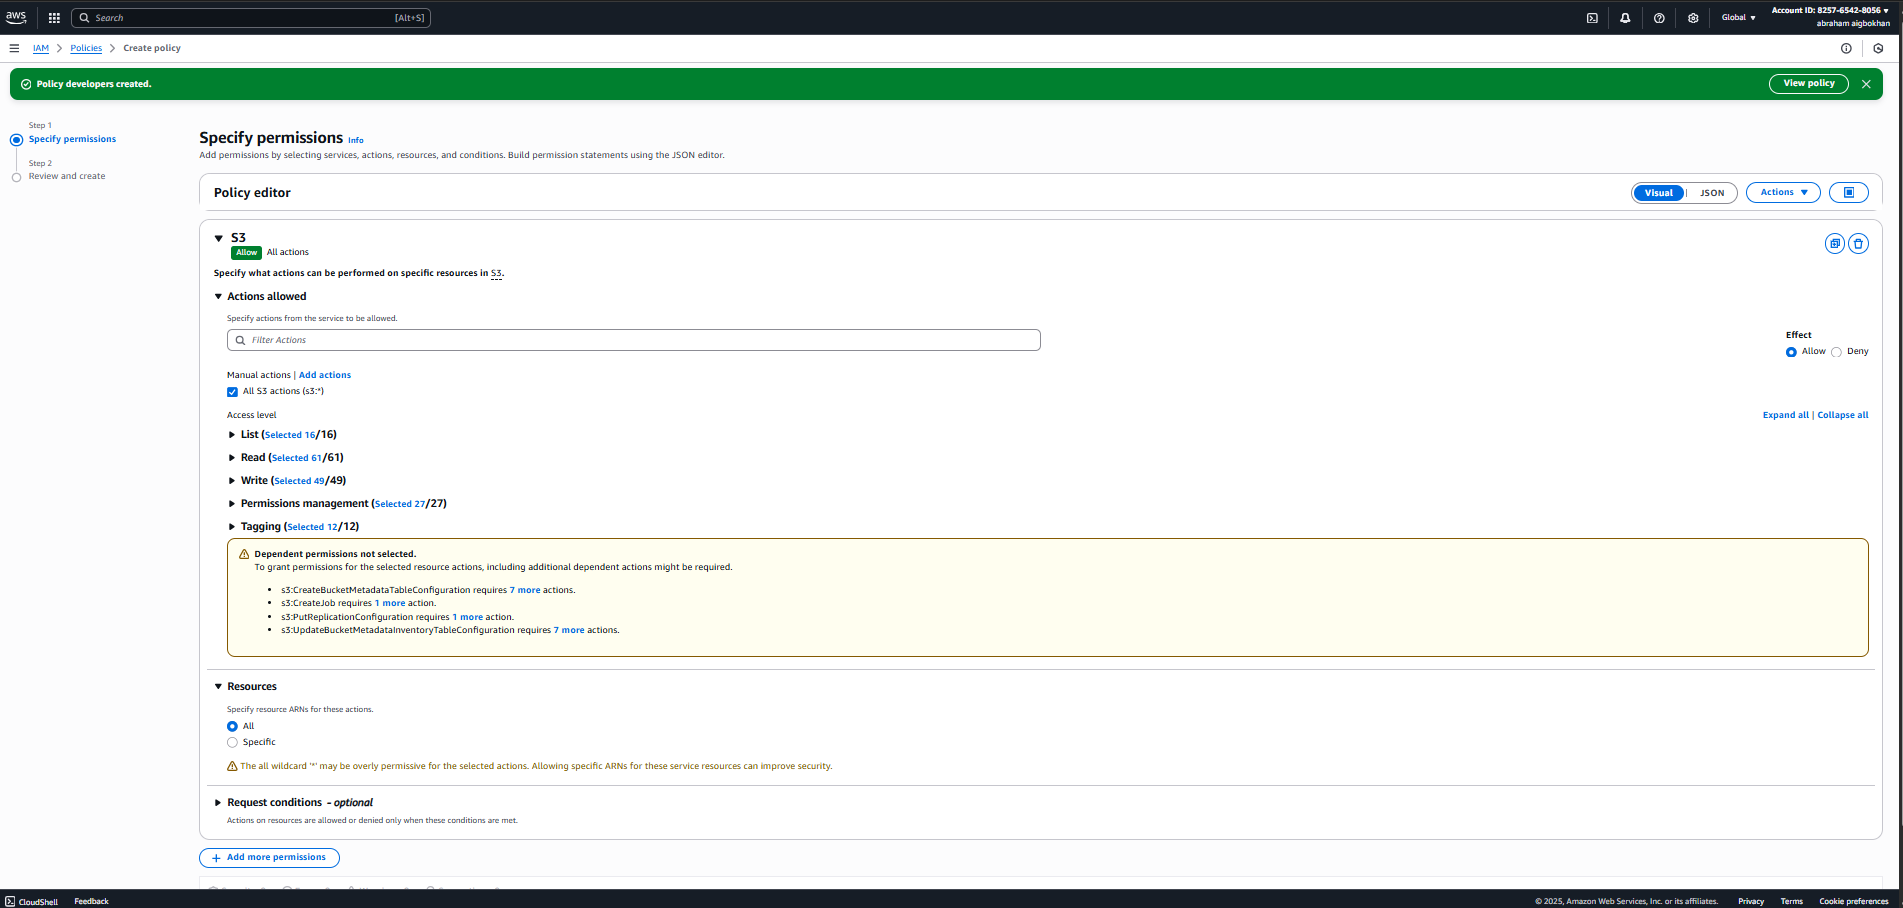 aws
Search
[Alt+S]
Global
Account ID: 8257-6542-8056
abraham aigbokhan
IAM
Policies
Create policy
Policy developers created.
View policy
Step 1
Specify permissions
Step 2
Review and create
Specify permissions Info
Add permissions by selecting services, actions, resources, and conditions. Build permission statements using the JSON editor.
Policy editor
Visual
JSON
Actions
S3
Allow All actions
Specify what actions can be performed on specific resources in S3.
Actions allowed
Specify actions from the service to be allowed.
Filter Actions
Effect
Allow
Deny
Manual actions | Add actions
All S3 actions (s3:*)
Access level
Expand all | Collapse all
List (Selected 16/16)
Read (Selected 61/61)
Write (Selected 49/49)
Permissions management (Selected 27/27)
Tagging (Selected 12/12)
Dependent permissions not selected.
To grant permissions for the selected resource actions, including additional dependent actions might be required.
• s3:CreateBucketMetadataTableConfiguration requires 7 more actions.
• s3:CreateJob requires 1 more action.
• s3:PutReplicationConfiguration requires 1 more action.
• s3:UpdateBucketMetadataInventoryTableConfiguration requires 7 more actions.
Resources
Specify resource ARNs for these actions.
All
Specific
The all wildcard '*' may be overly permissive for the selected actions. Allowing specific ARNs for these service resources can improve security.
Request conditions - optional
Actions on resources are allowed or denied only when these conditions are met.
+ Add more permissions
CloudShell
Feedback
© 2025, Amazon Web Services, Inc. or its affiliates.
Privacy
Terms
Cookie preferences